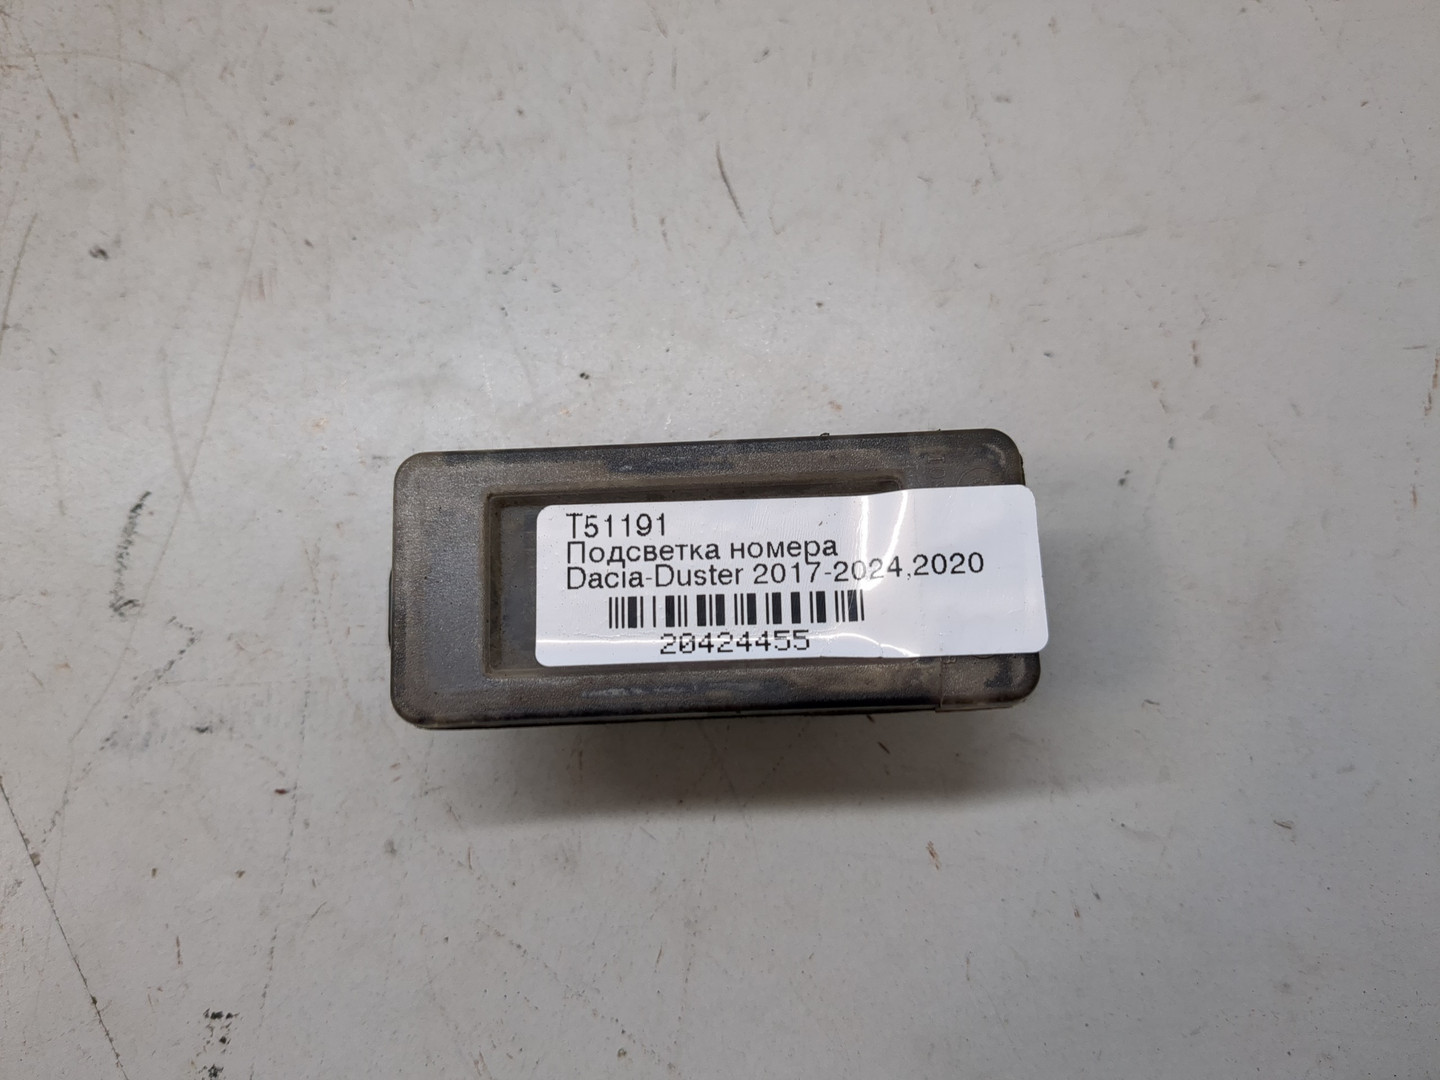 T51191
Подсветка номера
Dacia-Duster 2017-2024,2020
20424455